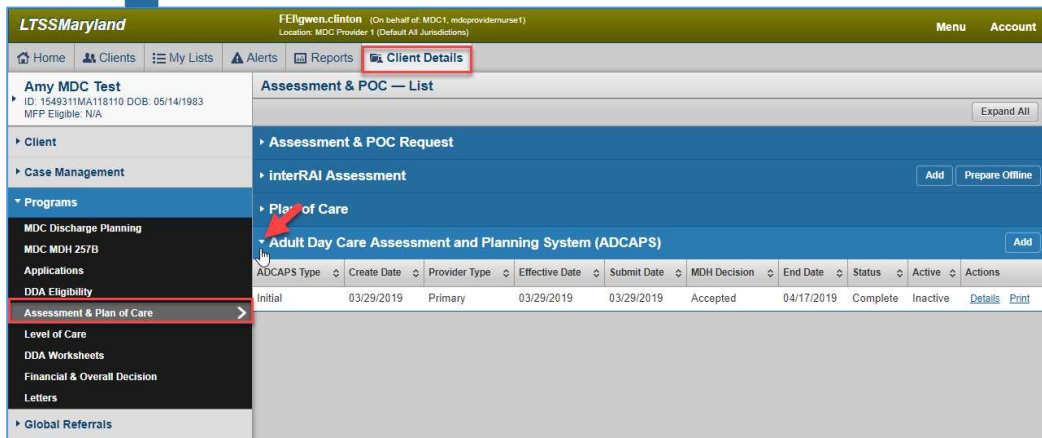 LTSSMaryland
FEI\gwen.clinton (On behalf of: MDC1, mdcprovidernurse1)
Location: MDC Provider 1 (Default All Jurisdictions)
Menu Account
Home Clients My Lists Alerts Reports Client Details
Amy MDC Test
ID: 1549311MA118110 DOB: 05/14/1983
MFP Eligible: N/A
Client
Case Management
Programs
MDC Discharge Planning
MDC MDH 257B
Applications
DDA Eligibility
Assessment & Plan of Care
Level of Care
DDA Worksheets
Financial & Overall Decision
Letters
Global Referrals
Assessment & POC — List
Expand All
Assessment & POC Request
interRAI Assessment Add Prepare Offline
Plan of Care
Adult Day Care Assessment and Planning System (ADCAPS) Add
ADCAPS Type Create Date Provider Type Effective Date Submit Date MDH Decision End Date Status Active Actions
Initial 03/29/2019 Primary 03/29/2019 03/29/2019 Accepted 04/17/2019 Complete Inactive Details Print